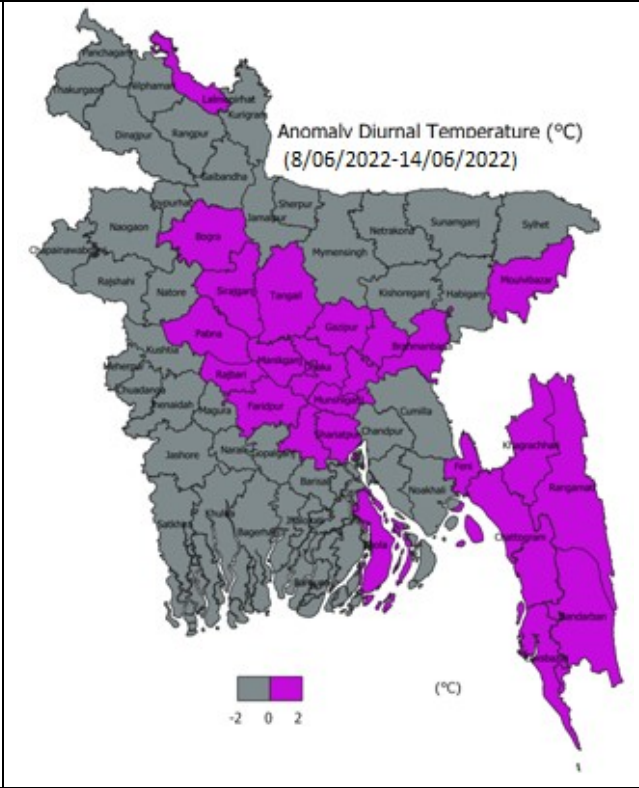 Anomaly Diurnal Temperature (°C)
(8/06/2022-14/06/2022)
Panchagarh
Thakurgaon
Nilphamari
Lalmonirhat
Kurigram
Dinajpur
Rangpur
Gaibandha
Joypurhat
Sherpur
Jamalpur
Naogaon
Bogra
Netrakona
Sunamganj
Sylhet
Mymensingh
Chapainawabganj
Rajshahi
Natore
Sirajganj
Tangail
Kishoreganj
Habiganj
Moulvibazar
Pabna
Gazipur
Brahmanbaria
Kushtia
Meherpur
Manikganj
Dhaka
Chuadanga
Rajbari
Jhenaidah
Magura
Faridpur
Munshiganj
Cumilla
Shariatpur
Chandpur
Khagrachhari
Jashore
Narail
Gopalganj
Feni
Rangamati
Barisal
Noakhali
Satkhira
Khulna
Bagerhat
Jhalokati
Bhola
Chattogram
Barguna
Bandarban
(°C)
-2 0 2